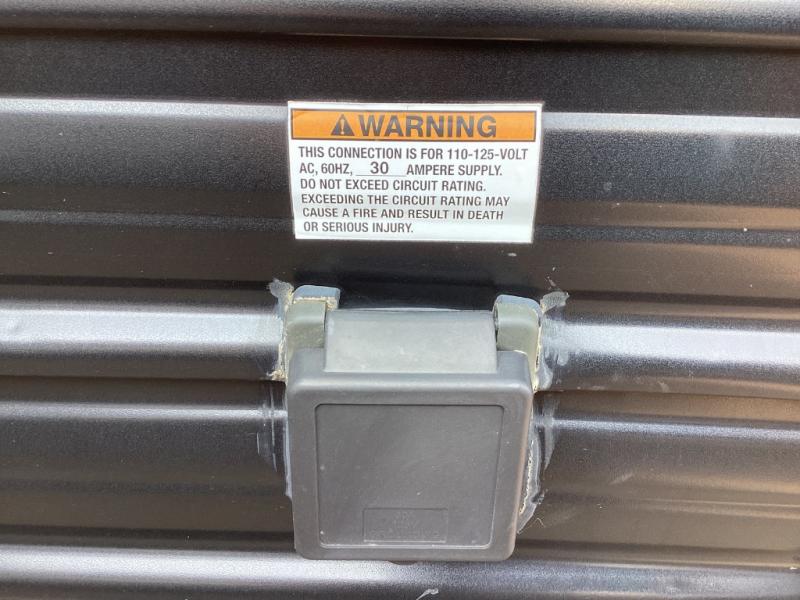 WARNING
THIS CONNECTION IS FOR 110-125-VOLT
AC, 60HZ, 30 AMPERE SUPPLY.
DO NOT EXCEED CIRCUIT RATING.
EXCEEDING THE CIRCUIT RATING MAY
CAUSE A FIRE AND RESULT IN DEATH
OR SERIOUS INJURY.